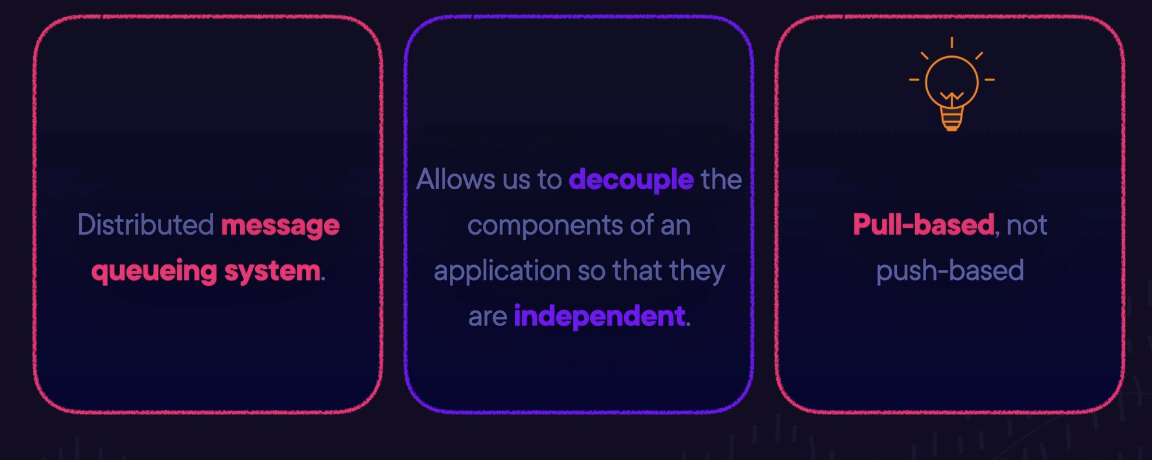 Distributed message
queueing system.
Allows us to decouple the
components of an
application so that they
are independent.
Pull-based, not
push-based